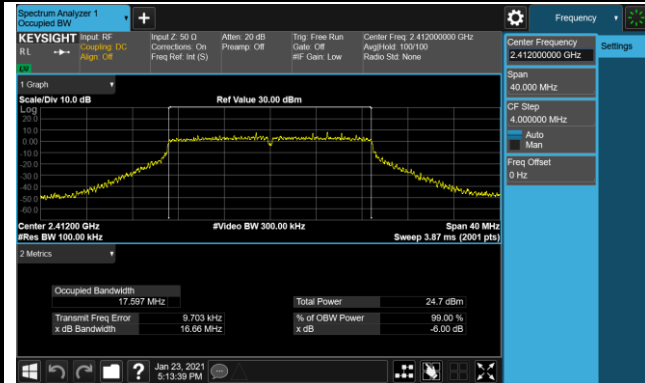 Spectrum Analyzer 1
Occupied BW
Frequency
KEYSIGHT Input: RF Input Z: 50 Ω Atten: 20 dB Trig: Free Run Center Freq: 2.412000000 GHz
RL Coupling: DC Corrections: On Preamp: Off Gate: Off Avg|Hold: 100/100
Align: Off Freq Ref: Int (S) #IF Gain: Low Radio Std: None
Center Frequency
2.412000000 GHz
Settings
Span
40.000 MHz
CF Step
4.000000 MHz
Auto
Man
Freq Offset
0 Hz
1 Graph
Scale/Div 10.0 dB Ref Value 30.00 dBm
Log
20.0
10.0
0.00
-10.0
-20.0
-30.0
-40.0
-50.0
-60.0
Center 2.41200 GHz #Video BW 300.00 kHz Span 40 MHz
#Res BW 100.00 kHz Sweep 3.87 ms (2001 pts)
2 Metrics
Occupied Bandwidth
17.597 MHz Total Power 24.7 dBm
Transmit Freq Error 9.703 kHz % of OBW Power 99.00 %
x dB Bandwidth 16.66 MHz x dB -6.00 dB
Jan 23, 2021
5:13:39 PM